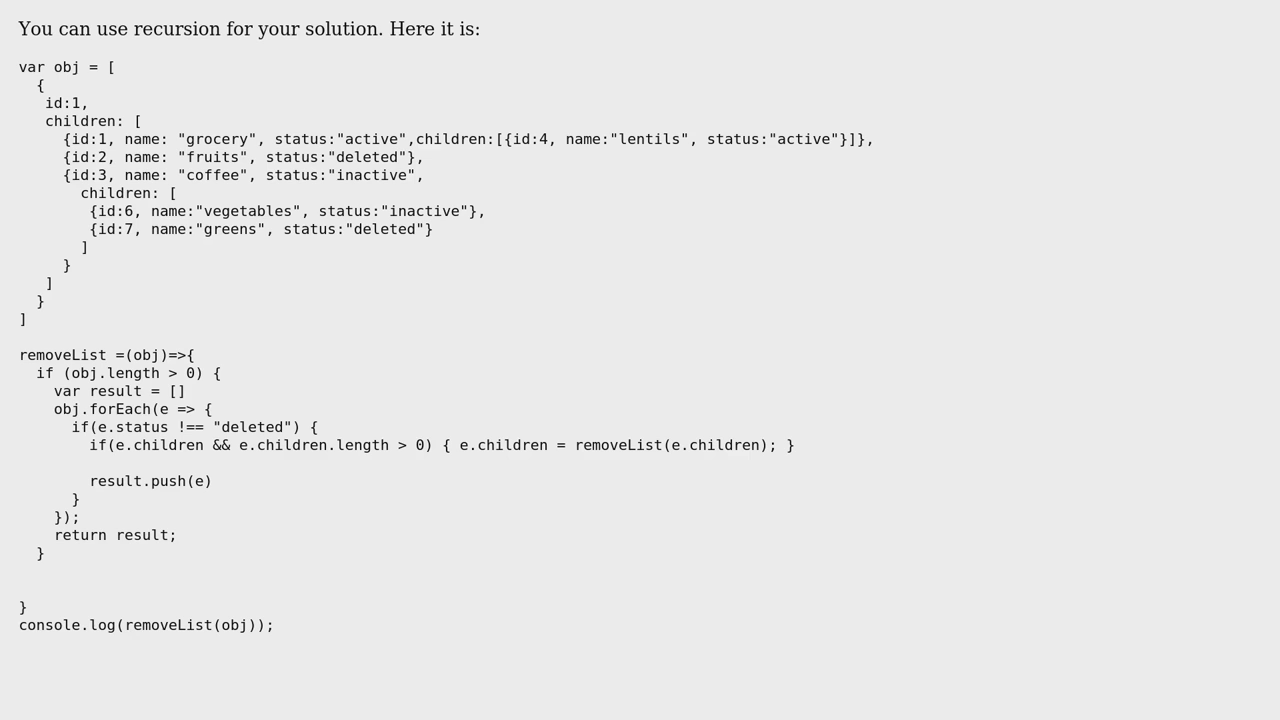 You can use recursion for your solution. Here it is:
var obj = [
  {
   id:1,
   children: [
     {id:1, name: "grocery", status:"active",children:[{id:4, name:"lentils", status:"active"}]},
     {id:2, name: "fruits", status:"deleted"},
     {id:3, name: "coffee", status:"inactive",
       children: [
        {id:6, name:"vegetables", status:"inactive"},
        {id:7, name:"greens", status:"deleted"}
       ]
     }
   ]
  }
]
removeList =(obj)=>{
  if (obj.length > 0) {
    var result = []
    obj.forEach(e => {
      if(e.status !== "deleted") {
        if(e.children && e.children.length > 0) { e.children = removeList(e.children); }
        result.push(e)
      }
    });
    return result;
  }
}
console.log(removeList(obj));